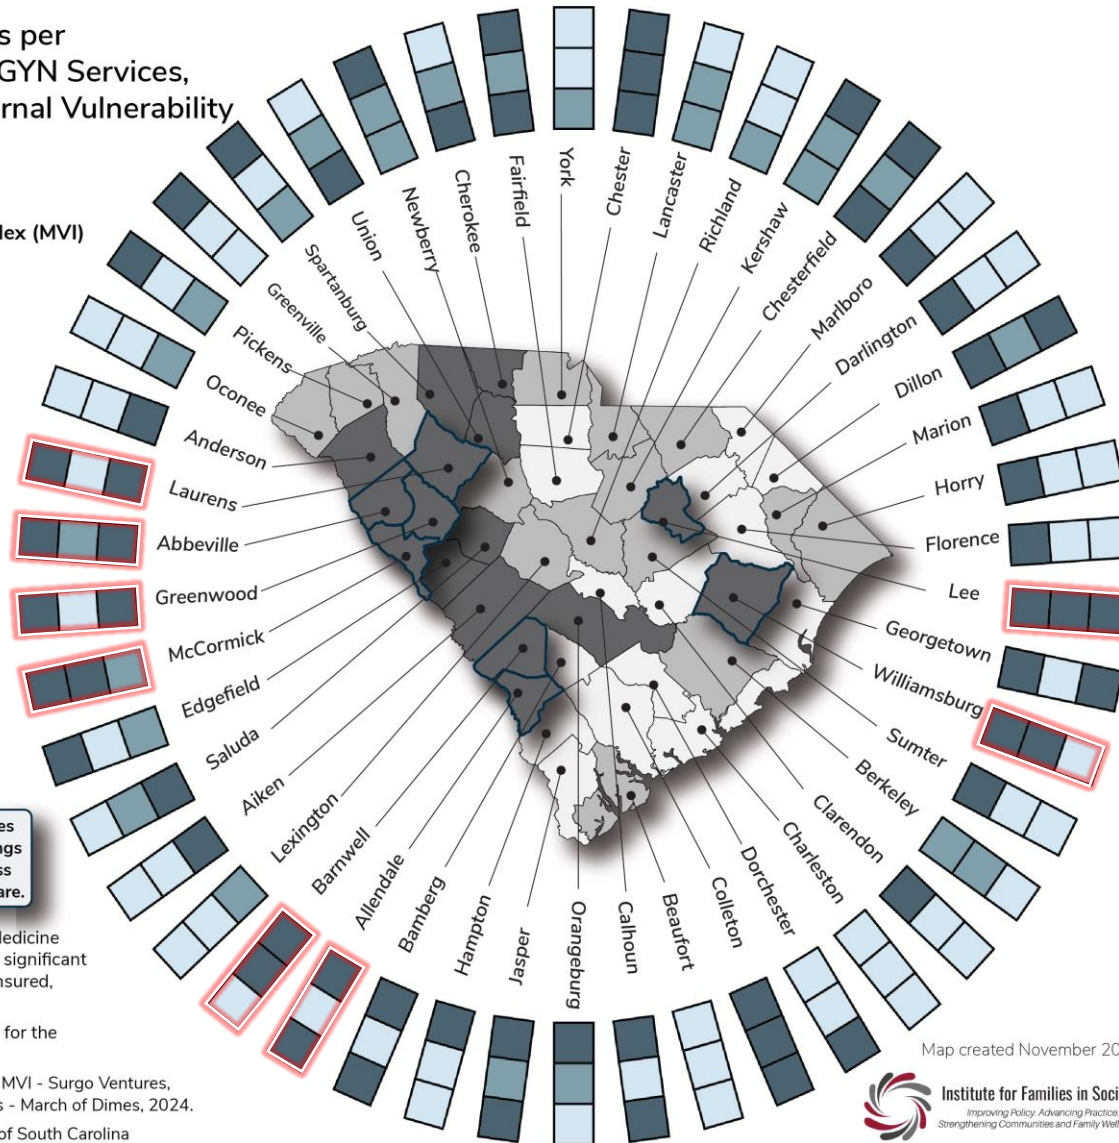 s per
GYN Services,
rnal Vulnerability
lex (MVI)
York
Chester
Lancaster
Richland
Kershaw
Chesterfield
Marlboro
Darlington
Dillon
Marion
Horry
Florence
Lee
Georgetown
Williamsburg
Sumter
Berkeley
Clarendon
Charleston
Dorchester
Colleton
Beaufort
Calhoun
Orangeburg
Jasper
Hampton
Bamberg
Allendale
Barnwell
Lexington
Aiken
Saluda
Edgefield
McCormick
Greenwood
Abbeville
Laurens
Anderson
Oconee
Pickens
Greenville
Spartanburg
Union
Newberry
Cherokee
Fairfield
es
ngs
ss
are.
Medicine
significant
nsured,
for the
MVI - Surgo Ventures,
s - March of Dimes, 2024.
of South Carolina
Map created November 20
Institute for Families in Soci
Improving Policy. Advancing Practice.
Strengthening Communities and Family Well